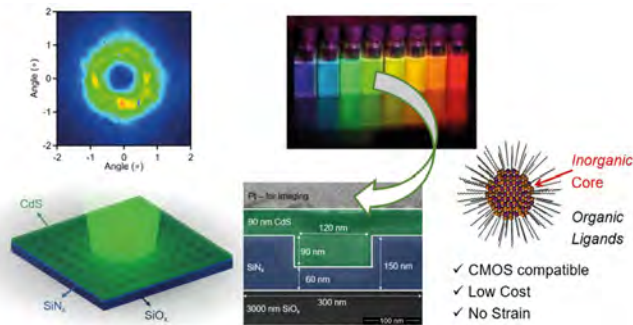 2
1
0
-1
-2
Angle (∘)
-2 -1 0 1 2
Angle (∘)
CdS
SiNₓ
SiOₓ
Pt – for imaging
90 nm CdS
120 nm
90 nm
SiNₓ
150 nm
60 nm
300 nm
3000 nm SiOₓ
100 nm
Inorganic
Core
Organic
Ligands
✓ CMOS compatible
✓ Low Cost
✓ No Strain